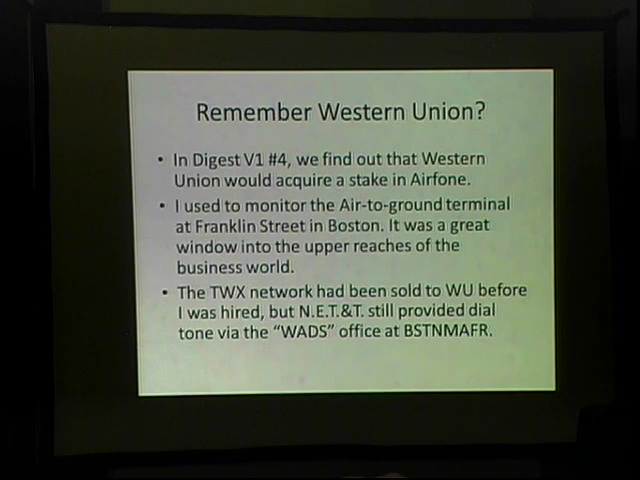 Remember Western Union?
• In Digest V1 #4, we find out that Western
Union would acquire a stake in Airfone.
• I used to monitor the Air-to-ground terminal
at Franklin Street in Boston. It was a great
window into the upper reaches of the
business world.
• The TWX network had been sold to WU before
I was hired, but N.E.T.&T. still provided dial
tone via the “WADS” office at BSTNMAFR.